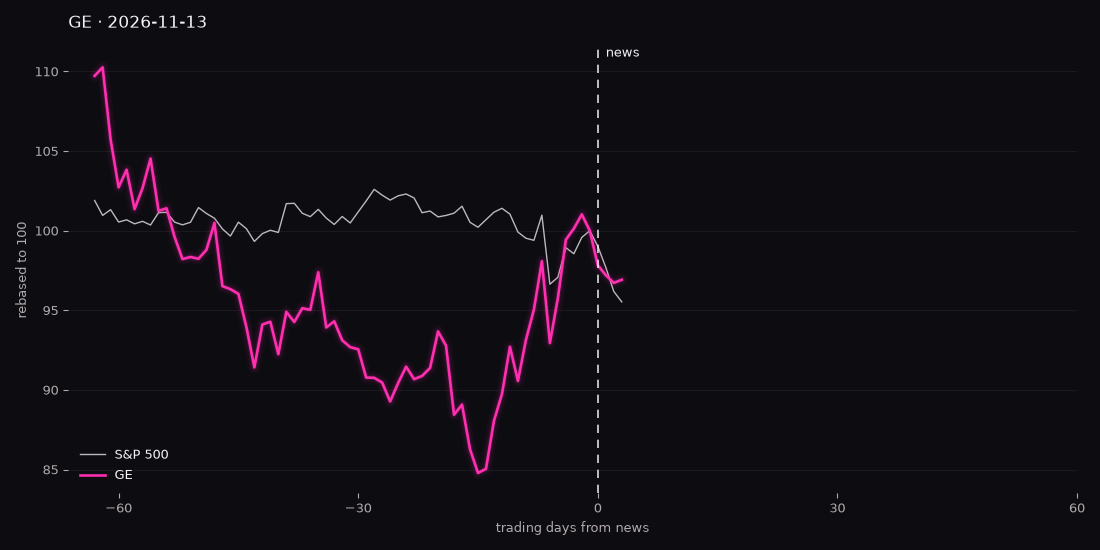 GE · 2026-11-13
news
110
105
100
95
90
85
rebased to 100
S&P 500
GE
−60
−30
0
30
60
trading days from news